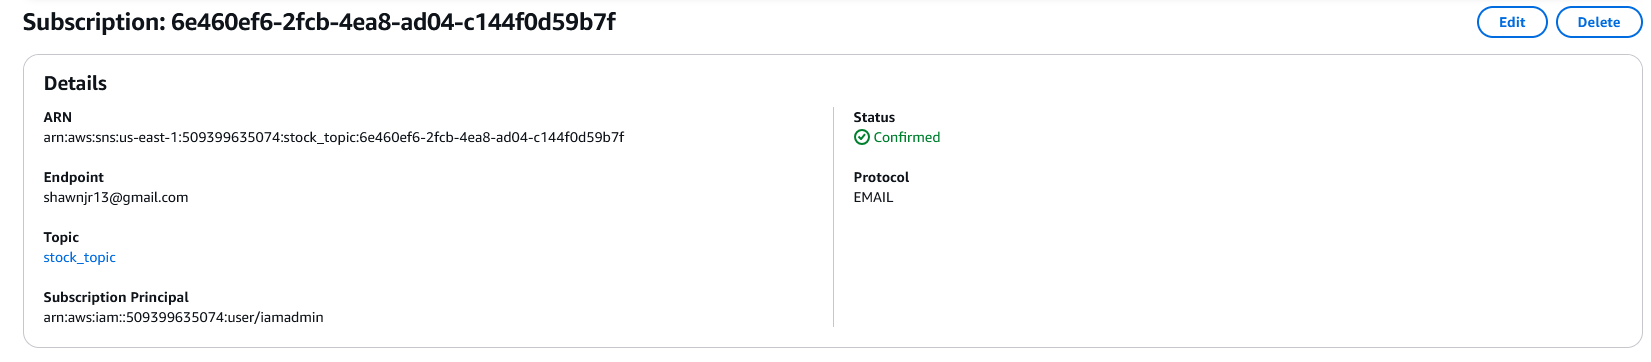 Subscription: 6e460ef6-2fcb-4ea8-ad04-c144f0d59b7f
Edit
Delete
Details
ARN
arn:aws:sns:us-east-1:509399635074:stock_topic:6e460ef6-2fcb-4ea8-ad04-c144f0d59b7f
Endpoint
shawnjr13@gmail.com
Topic
stock_topic
Subscription Principal
arn:aws:iam::509399635074:user/iamadmin
Status
Confirmed
Protocol
EMAIL